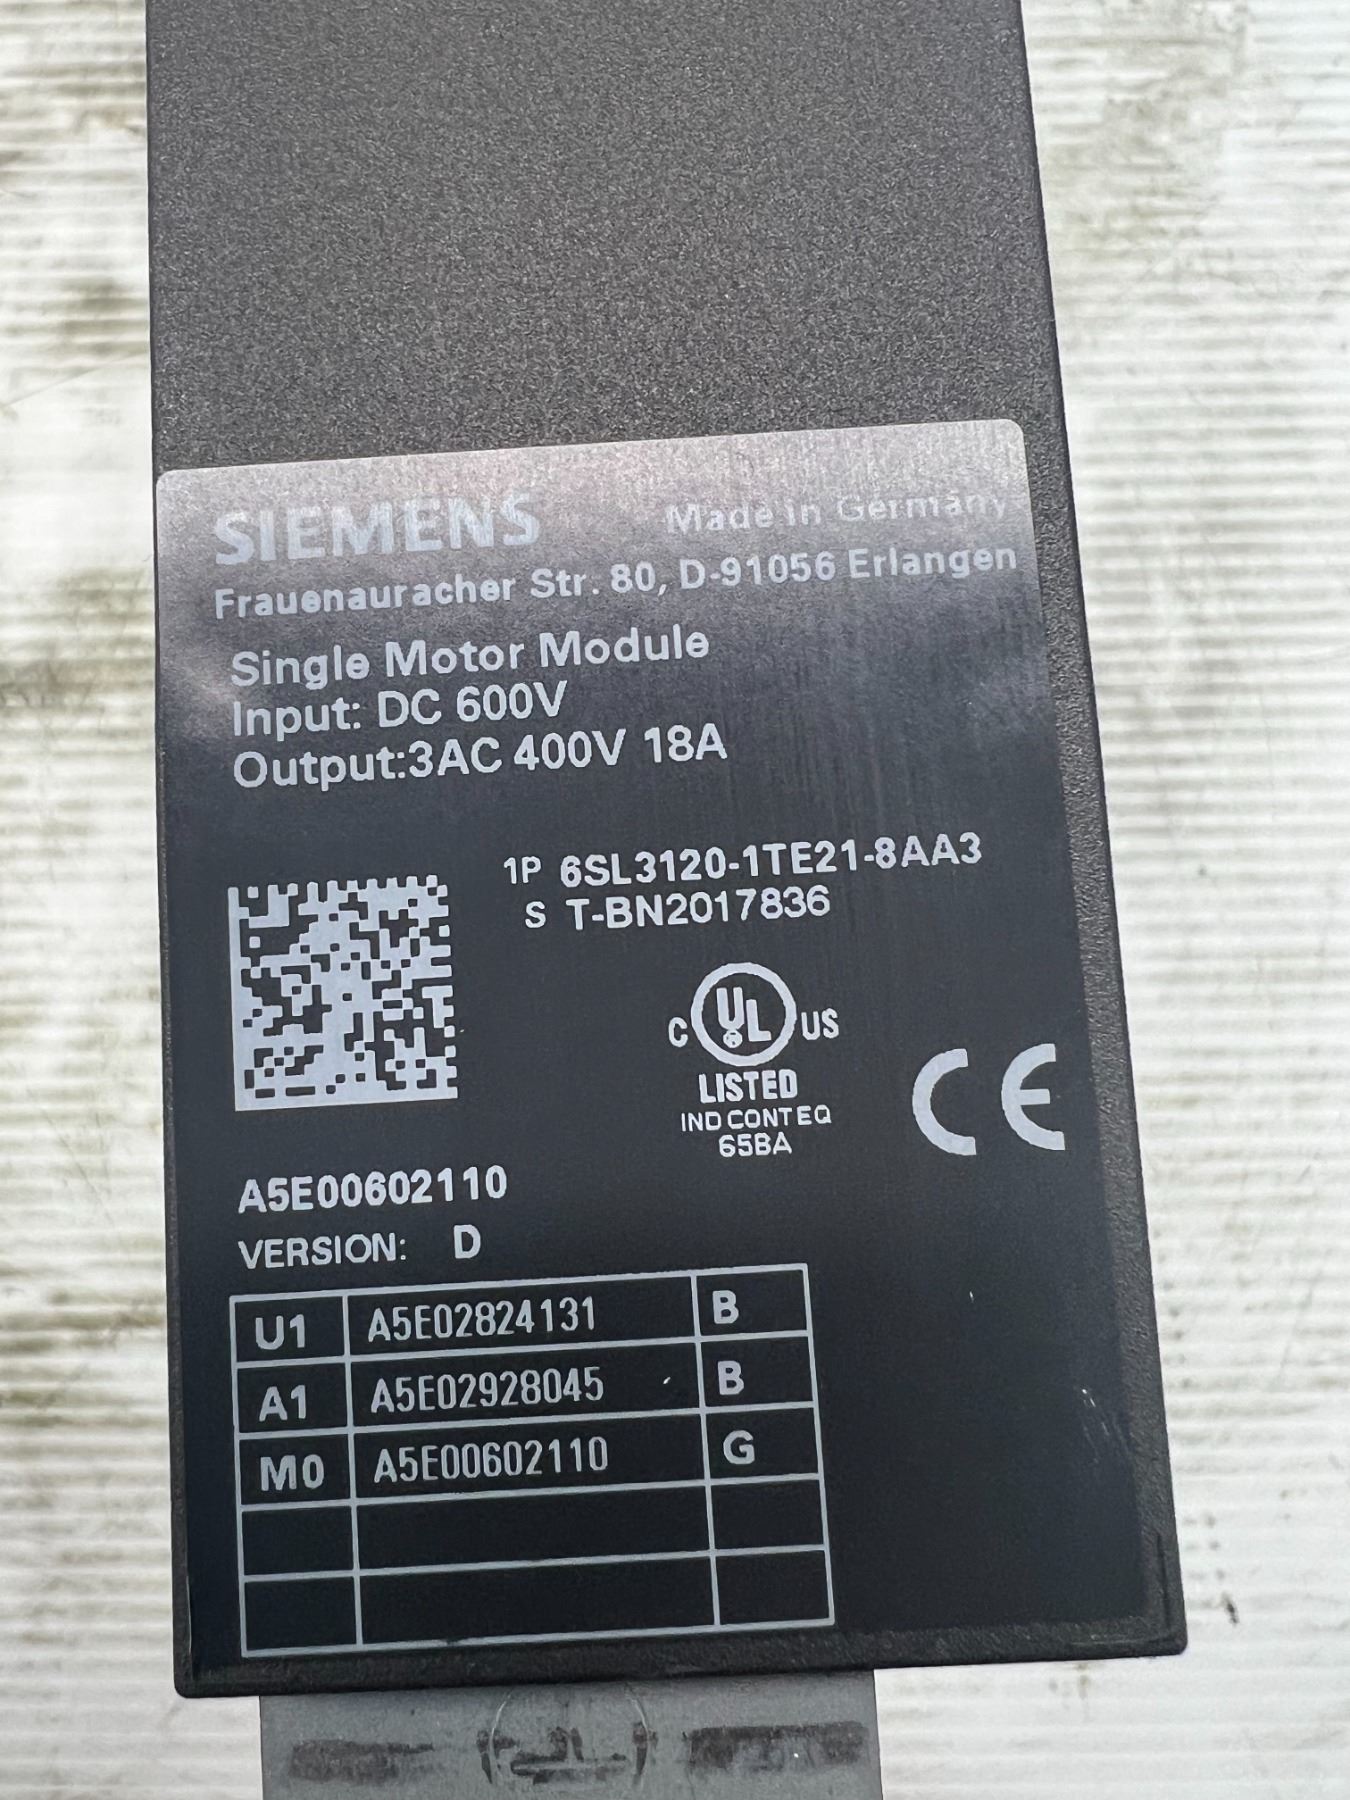 SIEMENS Made in Germany
Frauenauracher Str. 80, D-91056 Erlangen
Single Motor Module
Input: DC 600V
Output:3AC 400V 18A
1P 6SL3120-1TE21-8AA3
S T-BN2017836
C UL US
LISTED
IND CONT EQ
65BA
CE
A5E00602110
VERSION: D
U1 A5E02824131 B
A1 A5E02928045 B
M0 A5E00602110 G